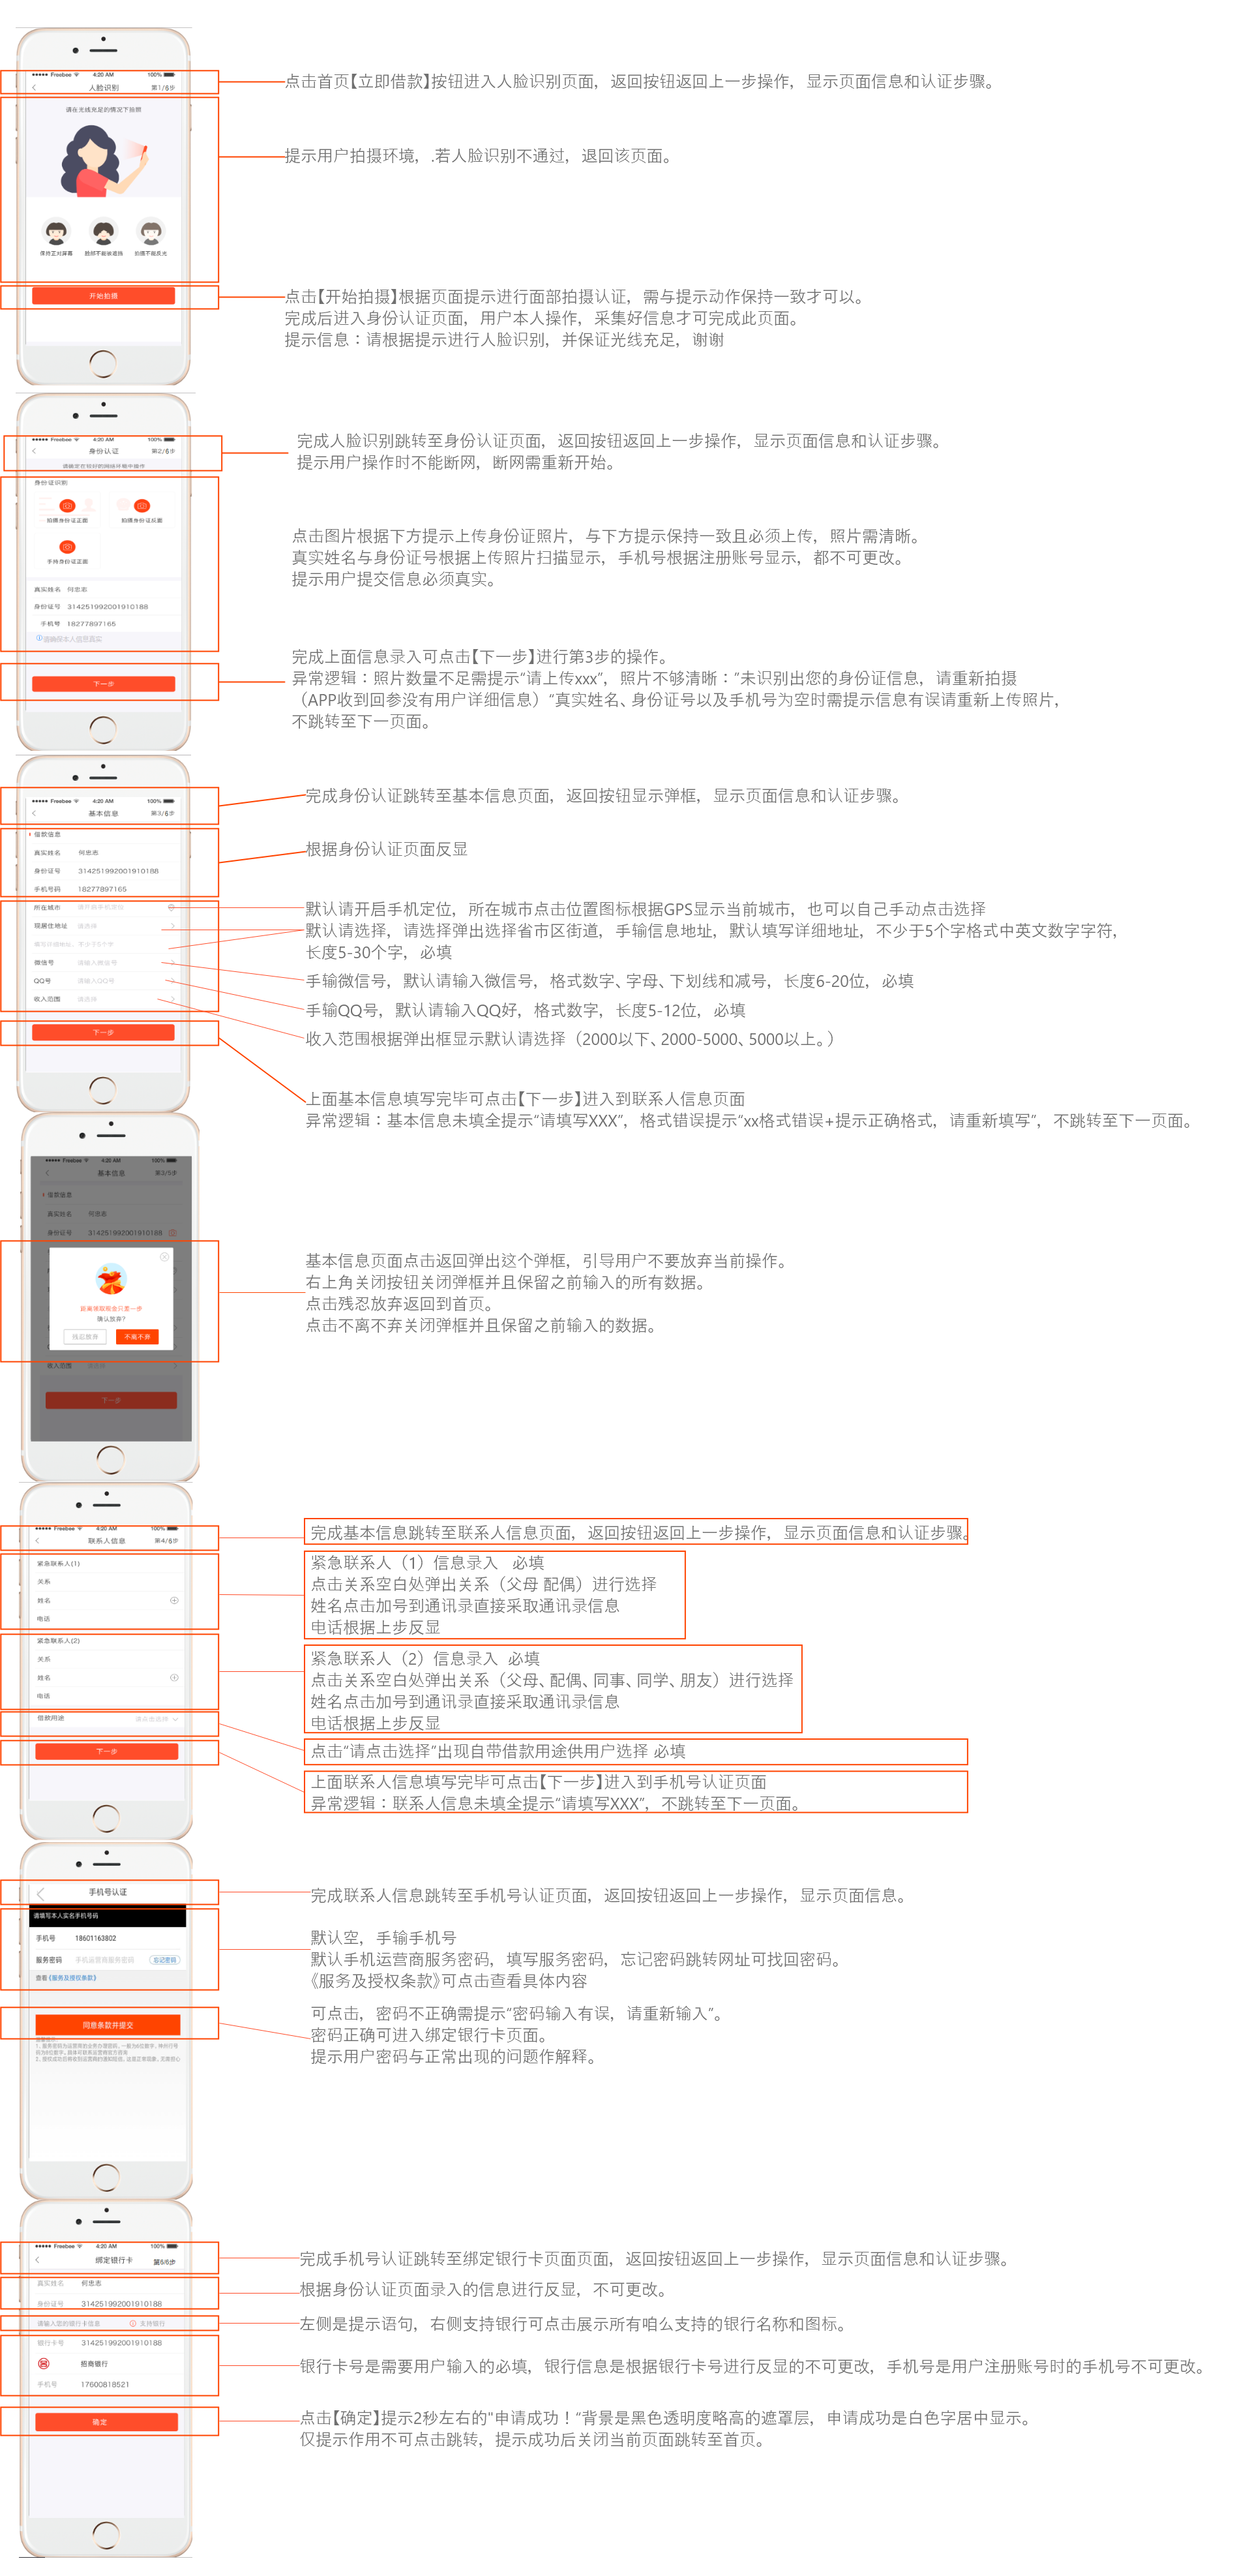 ●●●●● Freebee 4:20 AM 100%
人脸识别 第1/6步
点击首页【立即借款】按钮进入人脸识别页面，返回按钮返回上一步操作，显示页面信息和认证步骤。
请在光线充足的情况下拍照
提示用户拍摄环境，.若人脸识别不通过，退回该页面。
保持正对屏幕
开始拍摄
点击【开始拍摄】根据页面提示进行面部拍摄认证，需与提示动作保持一致才可以。
完成后进入身份认证页面，用户本人操作，采集好信息才可完成此页面。
提示信息：请根据提示进行人脸识别，并保证光线充足，谢谢
●●●●● Freebee 4:20 AM 100%
身份认证 第2/6步
完成人脸识别跳转至身份认证页面，返回按钮返回上一步操作，显示页面信息和认证步骤。
提示用户操作时不能断网，断网需重新开始。
身份证识别
拍摄身份证正面 拍摄身份证反面
手持身份证正面
点击图片根据下方提示上传身份证照片，与下方提示保持一致且必须上传，照片需清晰。
真实姓名与身份证号根据上传照片扫描显示，手机号根据注册账号显示，都不可更改。
提示用户提交信息必须真实。
真实姓名 何忠志
身份证号 314251992001910188
手机号 18277897165
请确保本人信息真实
下一步
完成上面信息录入可点击【下一步】进行第3步的操作。
异常逻辑：照片数量不足需提示“请上传xxx”，照片不够清晰：”未识别出您的身份证信息，请重新拍摄
（APP收到回参没有用户详细信息）“真实姓名、身份证号以及手机号为空时需提示信息有误请重新上传照片，
不跳转至下一页面。
●●●●● Freebee 4:20 AM 100%
基本信息 第3/6步
完成身份认证跳转至基本信息页面，返回按钮显示弹框，显示页面信息和认证步骤。
借款信息
真实姓名 何忠志
身份证号 314251992001910188
手机号码 18277897165
根据身份认证页面反显
所在城市 请开启手机定位
现居住地址 请选择
填写详细地址，不少于5个字
微信号 请输入微信号
QQ号 请输入QQ号
收入范围 请选择
默认请开启手机定位，所在城市点击位置图标根据GPS显示当前城市，也可以自己手动点击选择
默认请选择，请选择弹出选择省市区街道，手输信息地址，默认填写详细地址，不少于5个字格式中英文数字字符，
长度5-30个字，必填
手输微信号，默认请输入微信号，格式数字、字母、下划线和减号，长度6-20位，必填
手输QQ号，默认请输入QQ好，格式数字，长度5-12位，必填
收入范围根据弹出框显示默认请选择（2000以下、2000-5000、5000以上。）
下一步
上面基本信息填写完毕可点击【下一步】进入到联系人信息页面
异常逻辑：基本信息未填全提示“请填写XXX”，格式错误提示“xx格式错误+提示正确格式，请重新填写”，不跳转至下一页面。
●●●●● Freebee 4:20 AM 100%
基本信息 第3/5步
借款信息
真实姓名 何忠志
身份证号 314251992001910188
距离领取现金只差一步
确认放弃?
残忍放弃 不离不弃
收入范围
下一步
基本信息页面点击返回弹出这个弹框，引导用户不要放弃当前操作。
右上角关闭按钮关闭弹框并且保留之前输入的所有数据。
点击残忍放弃返回到首页。
点击不离不弃关闭弹框并且保留之前输入的数据。
●●●●● Freebee 4:20 AM 100%
联系人信息 第4/6步
完成基本信息跳转至联系人信息页面，返回按钮返回上一步操作，显示页面信息和认证步骤。
紧急联系人(1)
关系
姓名
电话
紧急联系人（1）信息录入 必填
点击关系空白处弹出关系（父母 配偶）进行选择
姓名点击加号到通讯录直接采取通讯录信息
电话根据上步反显
紧急联系人(2)
关系
姓名
电话
紧急联系人（2）信息录入 必填
点击关系空白处弹出关系（父母、配偶、同事、同学、朋友）进行选择
姓名点击加号到通讯录直接采取通讯录信息
电话根据上步反显
借款用途 请点击选择
点击“请点击选择”出现自带借款用途供用户选择 必填
下一步
上面联系人信息填写完毕可点击【下一步】进入到手机号认证页面
异常逻辑：联系人信息未填全提示“请填写XXX”，不跳转至下一页面。
手机号认证
完成联系人信息跳转至手机号认证页面，返回按钮返回上一步操作，显示页面信息。
请填写本人实名手机号码
手机号 18601163802
服务密码 手机运营商服务密码 忘记密码
查看《服务及授权条款》
默认空，手输手机号
默认手机运营商服务密码，填写服务密码，忘记密码跳转网址可找回密码。
《服务及授权条款》可点击查看具体内容
同意条款并提交
可点击，密码不正确需提示“密码输入有误，请重新输入”。
密码正确可进入绑定银行卡页面。
提示用户密码与正常出现的问题作解释。
●●●●● Freebee 4:20 AM 100%
绑定银行卡 第6/6步
完成手机号认证跳转至绑定银行卡页面页面，返回按钮返回上一步操作，显示页面信息和认证步骤。
真实姓名 何忠志
身份证号 314251992001910188
根据身份认证页面录入的信息进行反显，不可更改。
请输入您的银行卡信息 支持银行
左侧是提示语句，右侧支持银行可点击展示所有咱么支持的银行名称和图标。
银行卡号 314251992001910188
招商银行
手机号 17600818521
银行卡号是需要用户输入的必填，银行信息是根据银行卡号进行反显的不可更改，手机号是用户注册账号时的手机号不可更改。
确定
点击【确定】提示2秒左右的"申请成功！“背景是黑色透明度略高的遮罩层，申请成功是白色字居中显示。
仅提示作用不可点击跳转，提示成功后关闭当前页面跳转至首页。